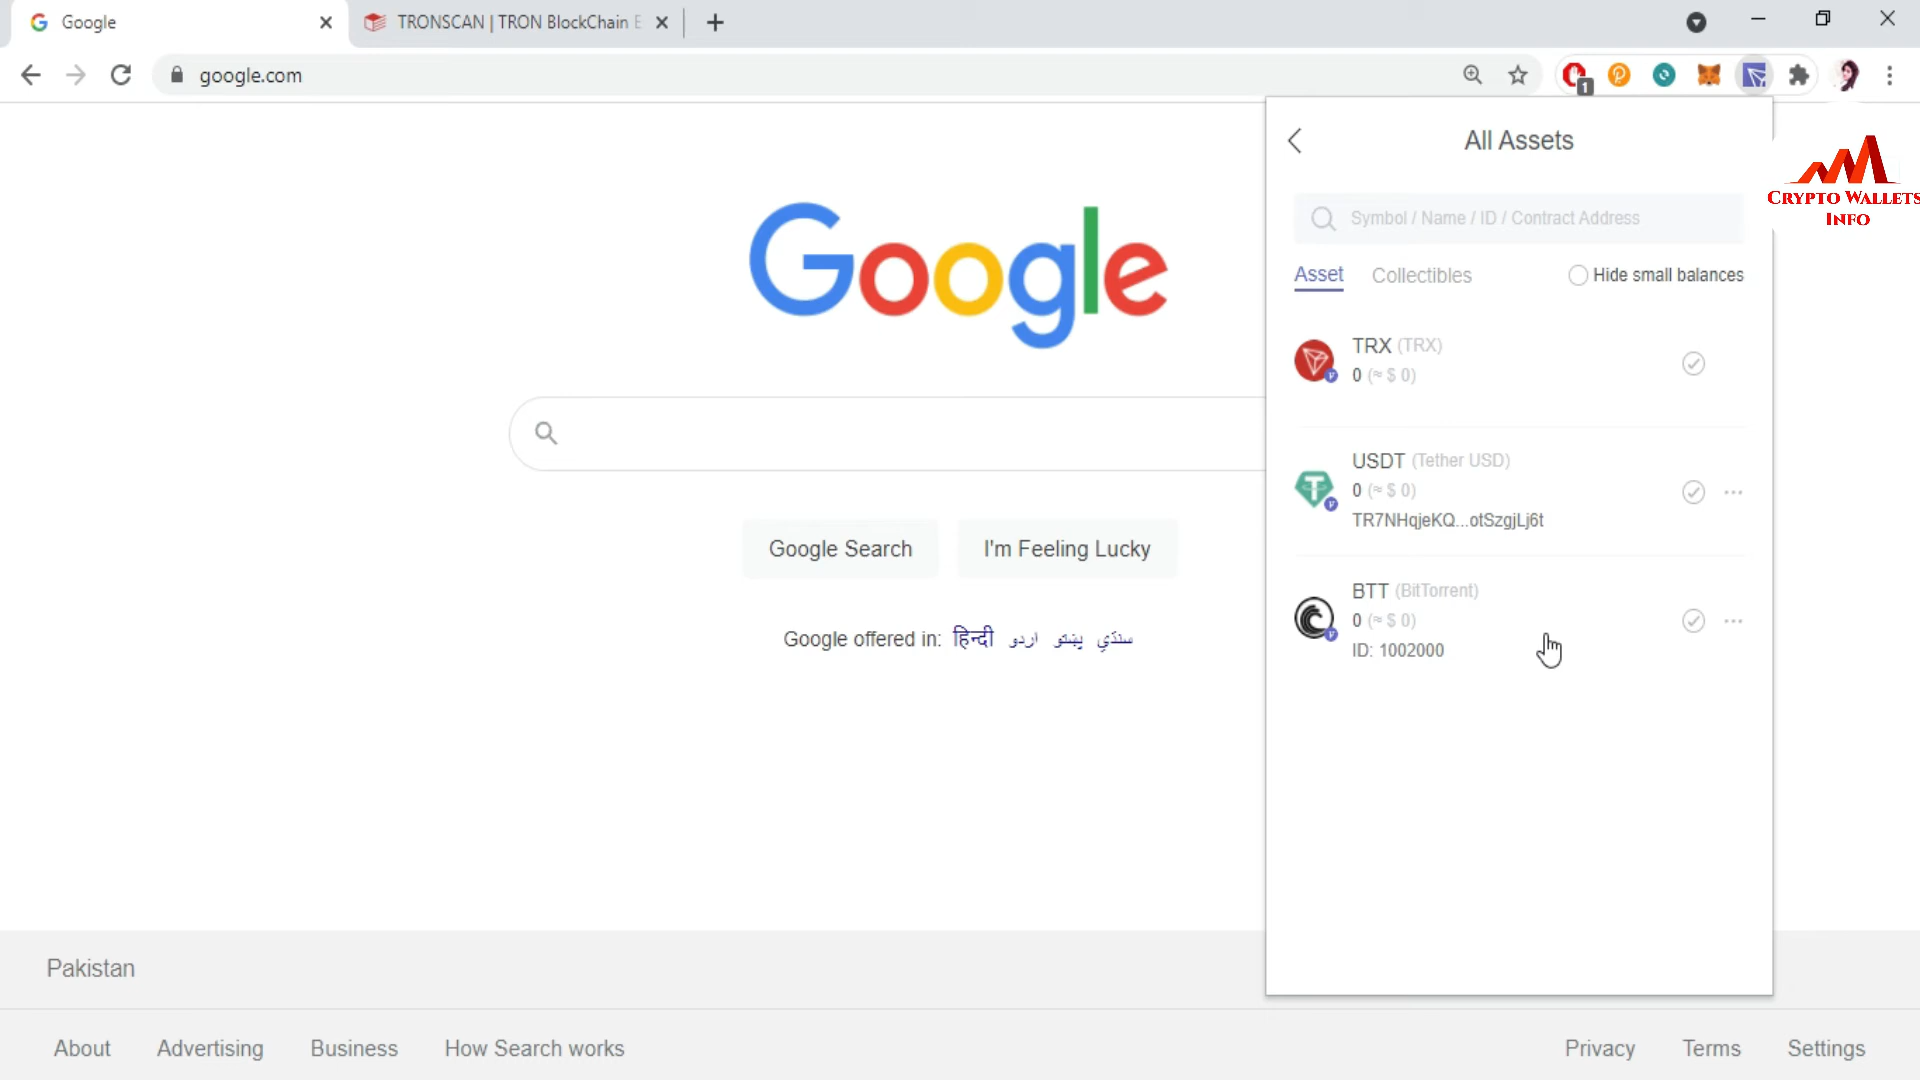 Google
TRONSCAN | TRON BlockChain E
google.com
1
All Assets
CRYPTO WALLETS
INFO
Symbol / Name / ID / Contract Address
Asset
Collectibles
Hide small balances
Google
TRX (TRX)
0 (≈ $ 0)
USDT (Tether USD)
0 (≈ $ 0)
TR7NHqjeKQ...otSzgjLj6t
Google Search
I'm Feeling Lucky
BTT (BitTorrent)
0 (≈ $ 0)
ID: 1002000
Google offered in: हिन्दी اردو پښتو سنڌي
Pakistan
About Advertising Business How Search works
Privacy Terms Settings